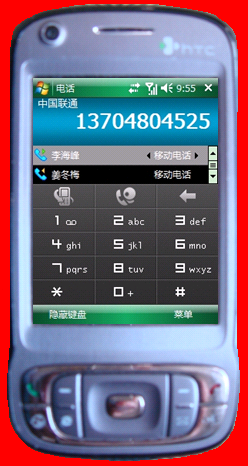 hTC
电话 9:55
中国联通
13704804525
李海峰 移动电话
姜冬梅 移动电话
1 2 abc 3 def
4 ghi 5 jkl 6 mno
7 pqrs 8 tuv 9 wxyz
* 0 + #
隐蔽键盘 菜单